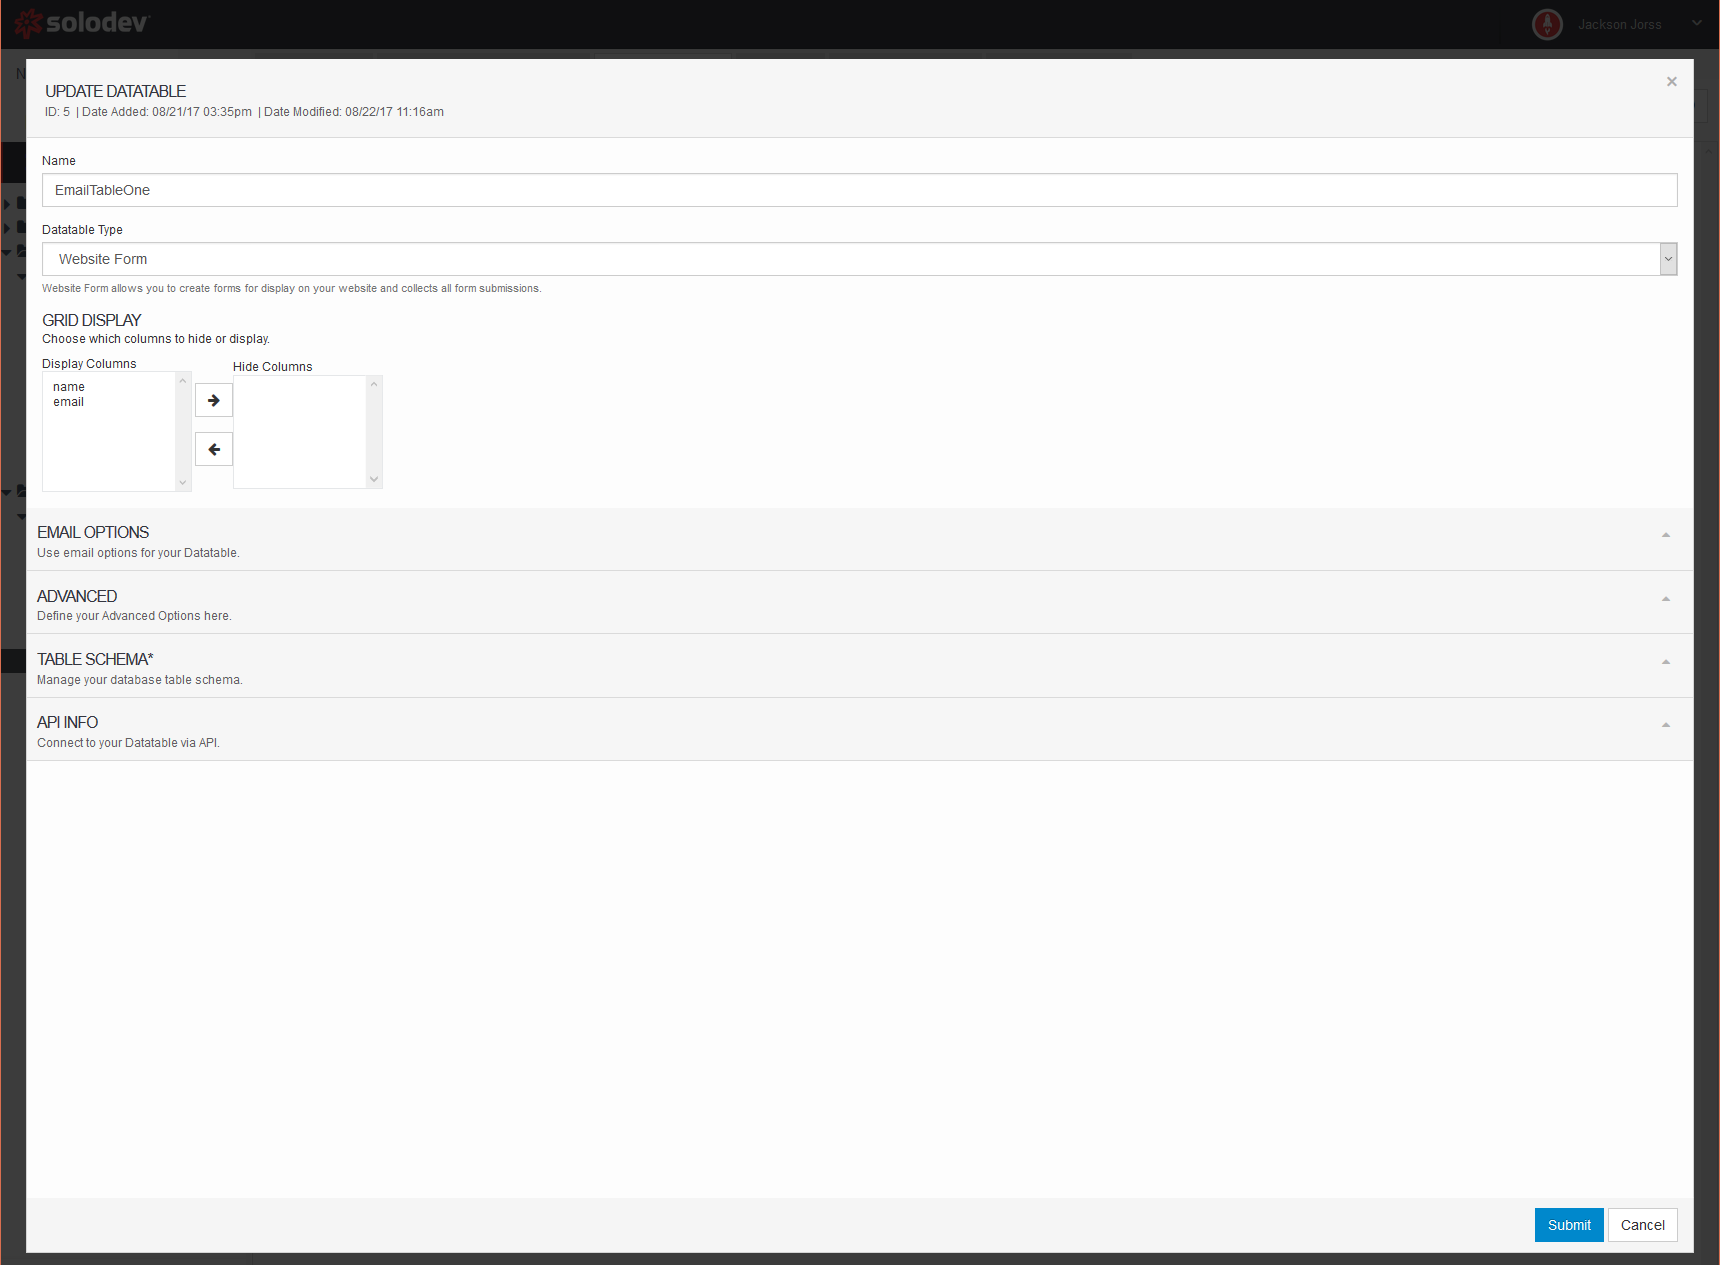 solodev
Jackson Jorss
N
UPDATE DATATABLE
ID: 5 | Date Added: 08/21/17 03:35pm | Date Modified: 08/22/17 11:16am
×
Name
EmailTableOne
Datatable Type
Website Form
Website Form allows you to create forms for display on your website and collects all form submissions.
GRID DISPLAY
Choose which columns to hide or display.
Display Columns
Hide Columns
name
email
EMAIL OPTIONS
Use email options for your Datatable.
ADVANCED
Define your Advanced Options here.
TABLE SCHEMA*
Manage your database table schema.
API INFO
Connect to your Datatable via API.
Submit
Cancel